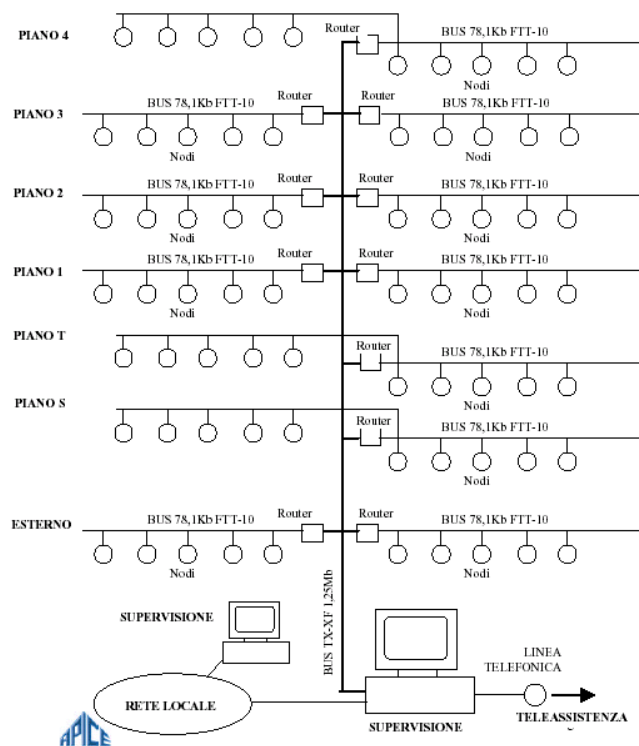 PIANO 4
Router
BUS 78,1Kb FTT-10
Nodi
PIANO 3
BUS 78,1Kb FTT-10
Router
Router
BUS 78,1Kb FTT-10
Nodi
Nodi
PIANO 2
BUS 78,1Kb FTT-10
Router
Router
BUS 78,1Kb FTT-10
Nodi
Nodi
PIANO 1
BUS 78,1Kb FTT-10
Router
Router
BUS 78,1Kb FTT-10
Nodi
Nodi
PIANO T
Router
BUS 78,1Kb FTT-10
Nodi
PIANO S
Router
BUS 78,1Kb FTT-10
Nodi
ESTERNO
BUS 78,1Kb FTT-10
Router
Router
BUS 78,1Kb FTT-10
Nodi
Nodi
BUS TX-XF 1,25Mb
SUPERVISIONE
LINEA
TELEFONICA
RETE LOCALE
SUPERVISIONE
TELEASSISTENZA
APICE